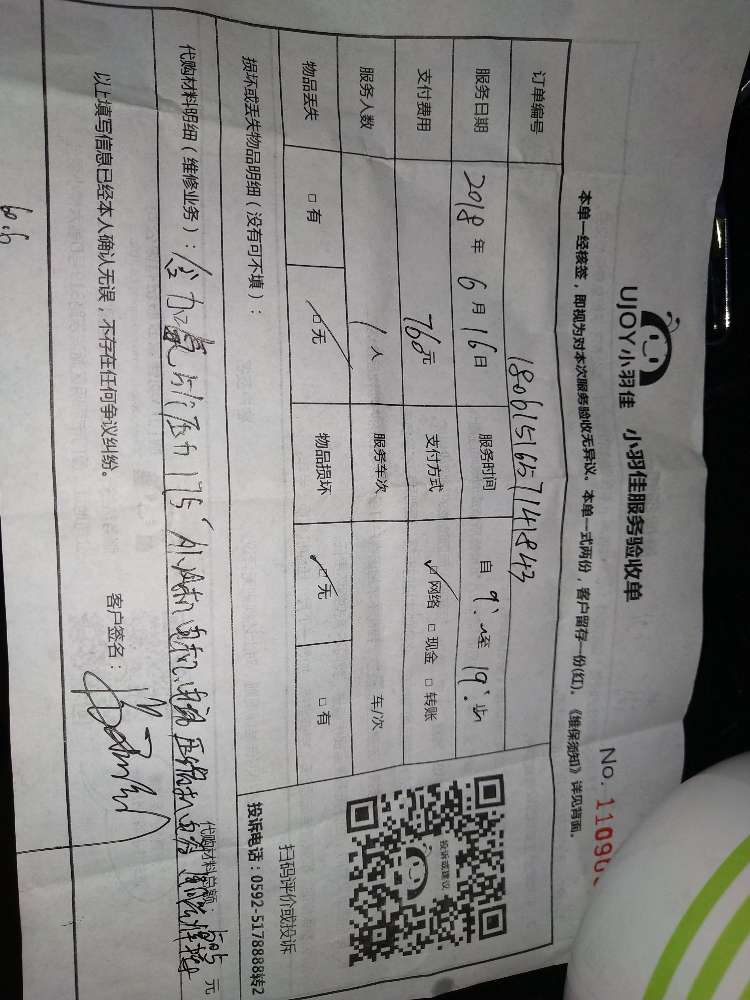 UJOY小羽佳 小羽佳服务验收单
No. 11090
本单一经核签，即视为对本次服务验收无异议。本单一式两份，客户留存一份(红)。《维保须知》详见背面。
订单编号 180615165714184３
服务日期 2018 年 6 月 16 日 服务时间 自 9: 至 19:
支付费用 760元 支付方式 ☑ 网络 □ 现金 □ 转账
服务人数 1 人 服务车次 车/次
物品丢失 □ 有 ☑ 无 物品损坏 ☑ 无 □ 有
损坏或丢失物品明细（没有可不填）：
扫码评价或投诉
投诉或建议
投诉电话：0592-5178888转2
代购材料明细（维修业务）：
代购材料总额： 元
以上填写信息已经本人确认无误，不存在任何争议纠纷。
客户签名：